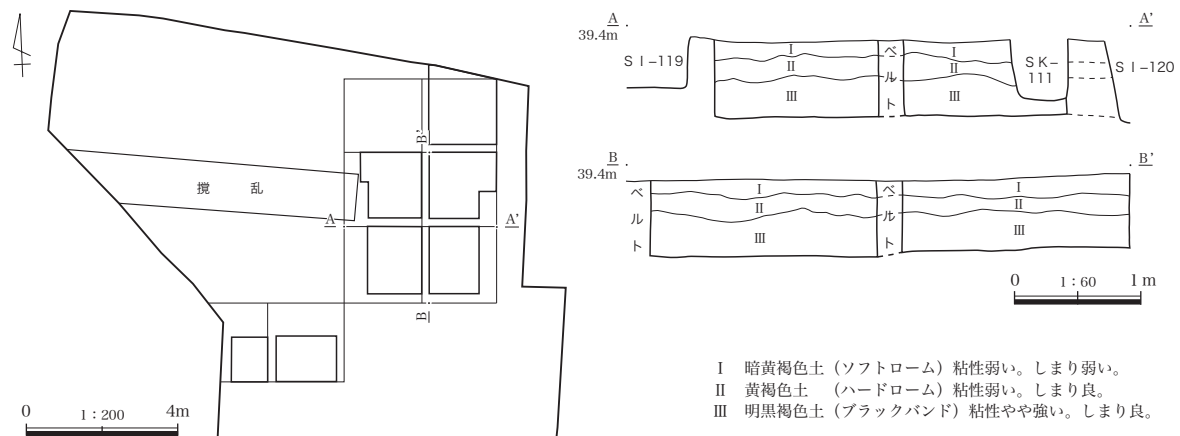 撹 乱
A
A’
B’
B
0
1：200
4m
A
39.4m
A’
ＳＩ−119
Ⅰ
Ⅱ
Ⅲ
ベルト
Ⅰ
Ⅱ
Ⅲ
ＳＫ−
111
ＳＩ−120
B
39.4m
B’
ベルト
Ⅰ
Ⅱ
Ⅲ
ベルト
Ⅰ
Ⅱ
Ⅲ
0
1：60
1 m
Ⅰ 暗黄褐色土（ソフトローム）粘性弱い。しまり弱い。
Ⅱ 黄褐色土 （ハードローム）粘性弱い。しまり良。
Ⅲ 明黒褐色土（ブラックバンド）粘性やや強い。しまり良。